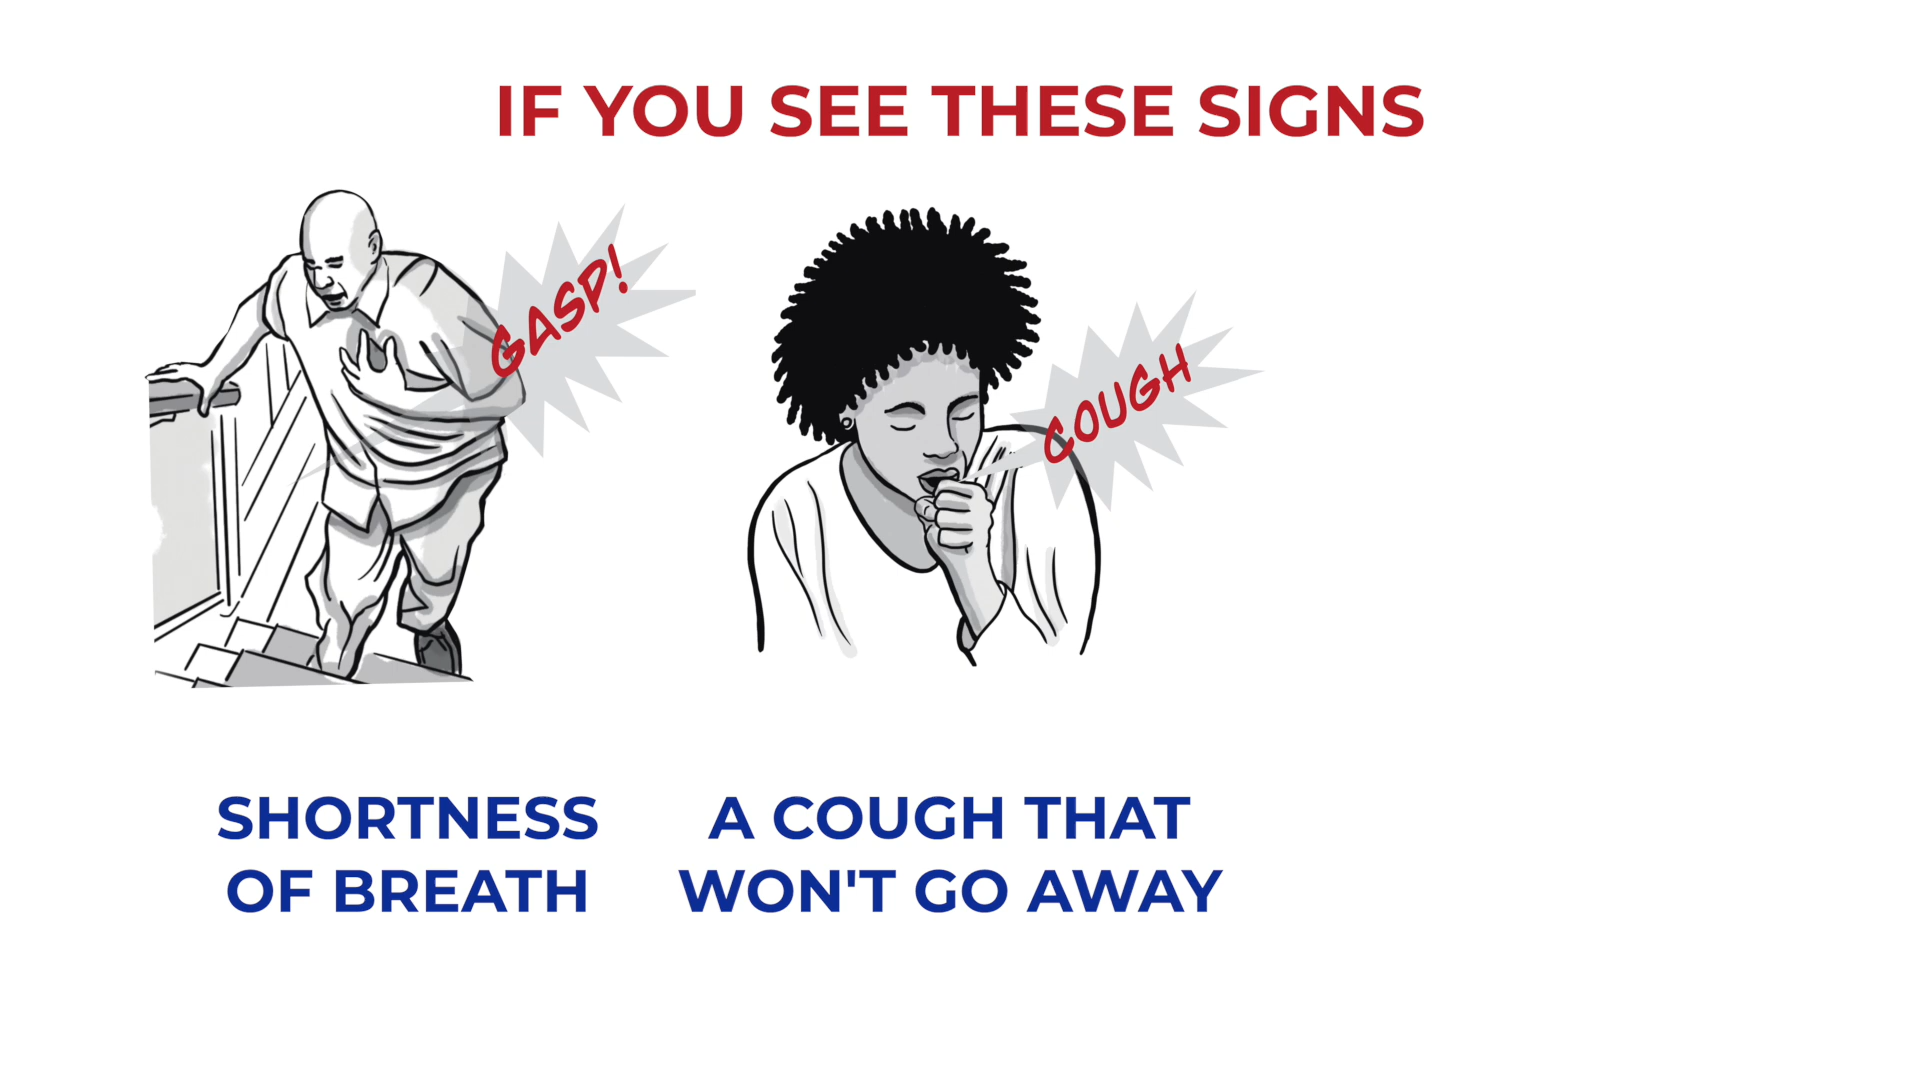 IF YOU SEE THESE SIGNS
GASP!
COUGH
SHORTNESS
OF BREATH
A COUGH THAT
WON'T GO AWAY